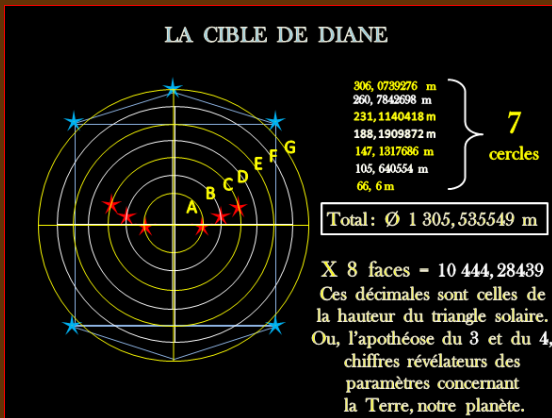 LA CIBLE DE DIANE
306, 0739276 m
260, 7842698 m
231, 1140418 m
188, 1909872 m
147, 1317686 m
105, 640554 m
66, 6 m
7
cercles
G
F
E
D
C
B
A
Total: Ø 1 305, 535549 m
X 8 faces = 10 444, 28439
Ces décimales sont celles de
la hauteur du triangle solaire.
Ou, l'apothéose du 3 et du 4,
chiffres révélateurs des
paramètres concernant
la Terre, notre planète.